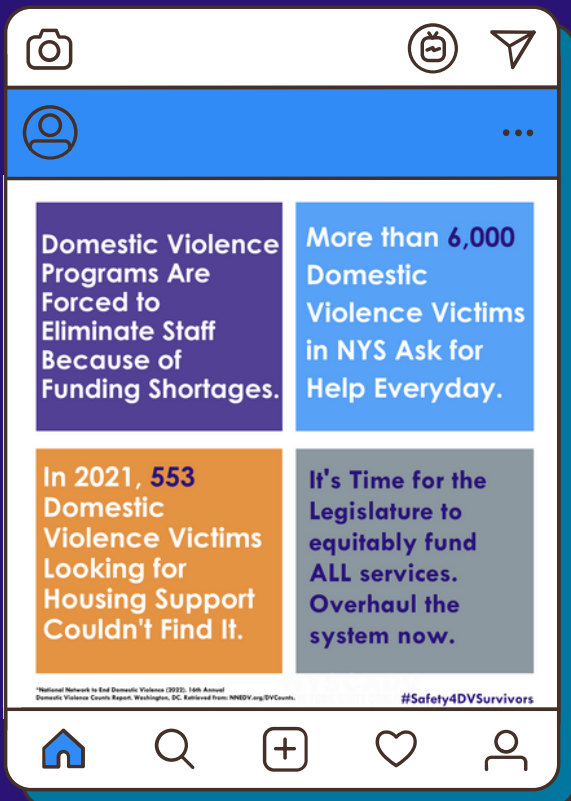 Domestic Violence
Programs Are
Forced to
Eliminate Staff
Because of
Funding Shortages.
More than 6,000
Domestic
Violence Victims
in NYS Ask for
Help Everyday.
In 2021, 553
Domestic
Violence Victims
Looking for
Housing Support
Couldn't Find It.
It's Time for the
Legislature to
equitably fund
ALL services.
Overhaul the
system now.
*National Network to End Domestic Violence (2022). 16th Annual
Domestic Violence Counts Report. Washington, DC. Retrieved from: NNEDV.org/DVCounts.
#Safety4DVSurvivors